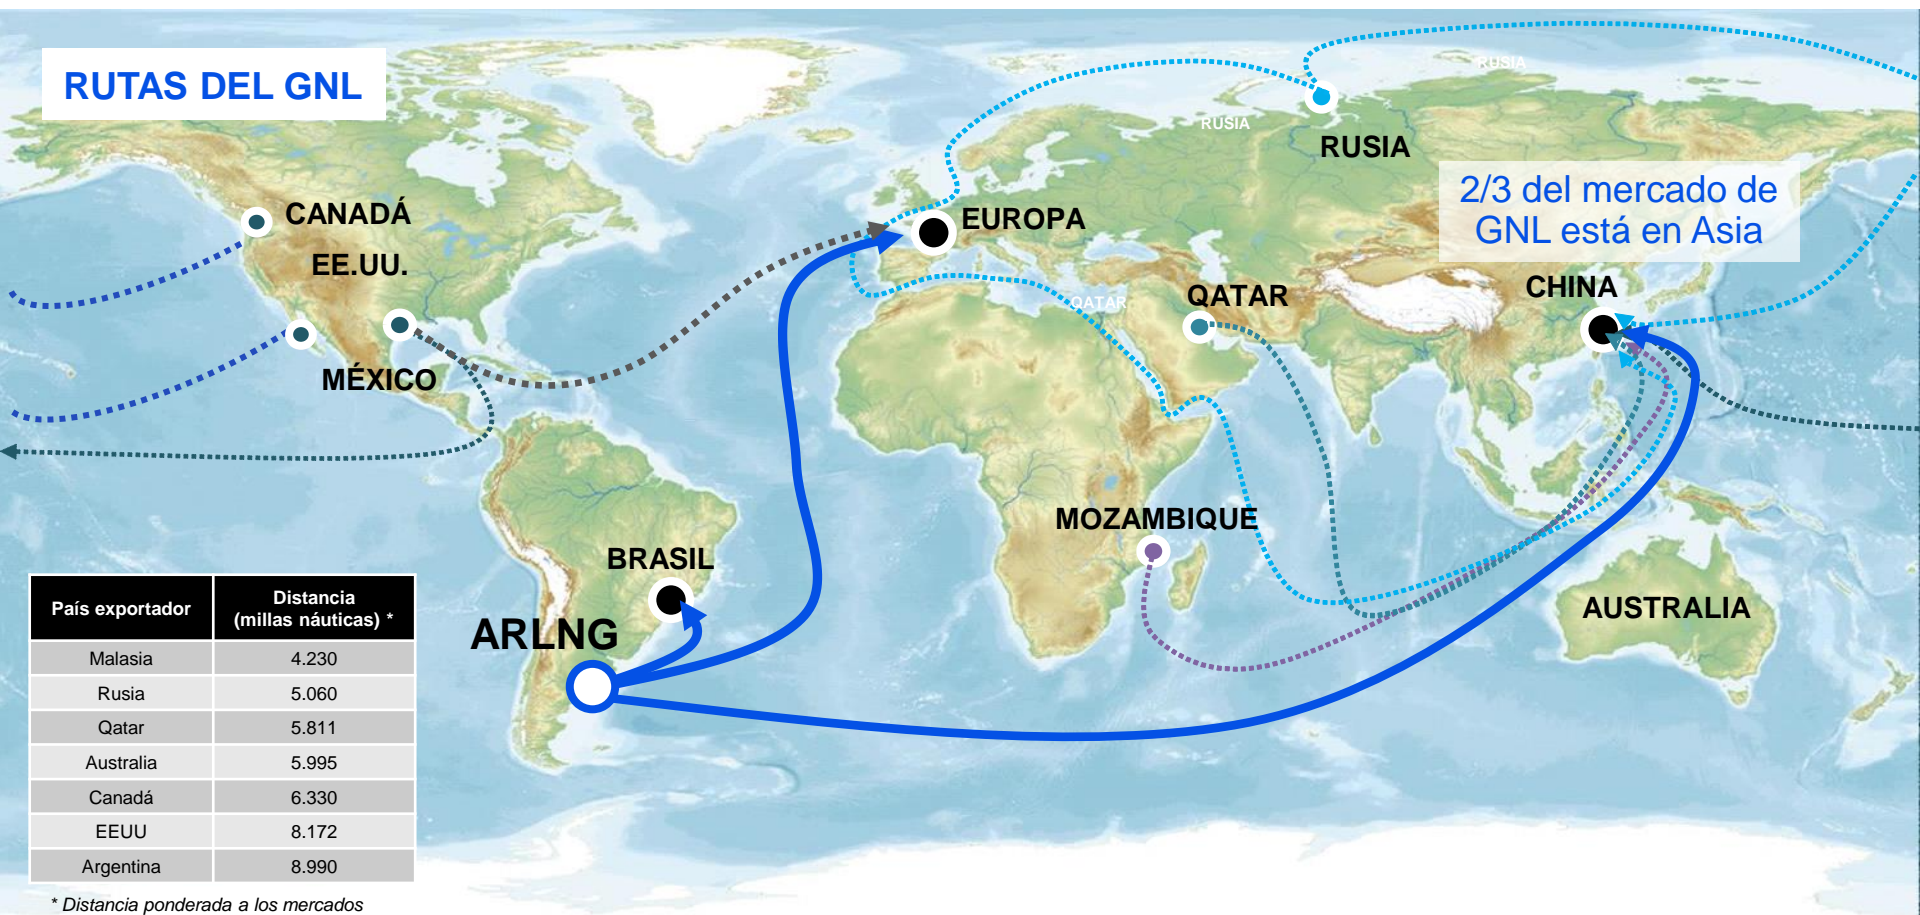 RUTAS DEL GNL
RUSIA
RUSIA
RUSIA
2/3 del mercado de
GNL está en Asia
CANADÁ
EUROPA
EE.UU.
QATAR
QATAR
CHINA
MÉXICO
MOZAMBIQUE
BRASIL
AUSTRALIA
ARLNG
País exportador Distancia
(millas náuticas) *
Malasia 4.230
Rusia 5.060
Qatar 5.811
Australia 5.995
Canadá 6.330
EEUU 8.172
Argentina 8.990
* Distancia ponderada a los mercados